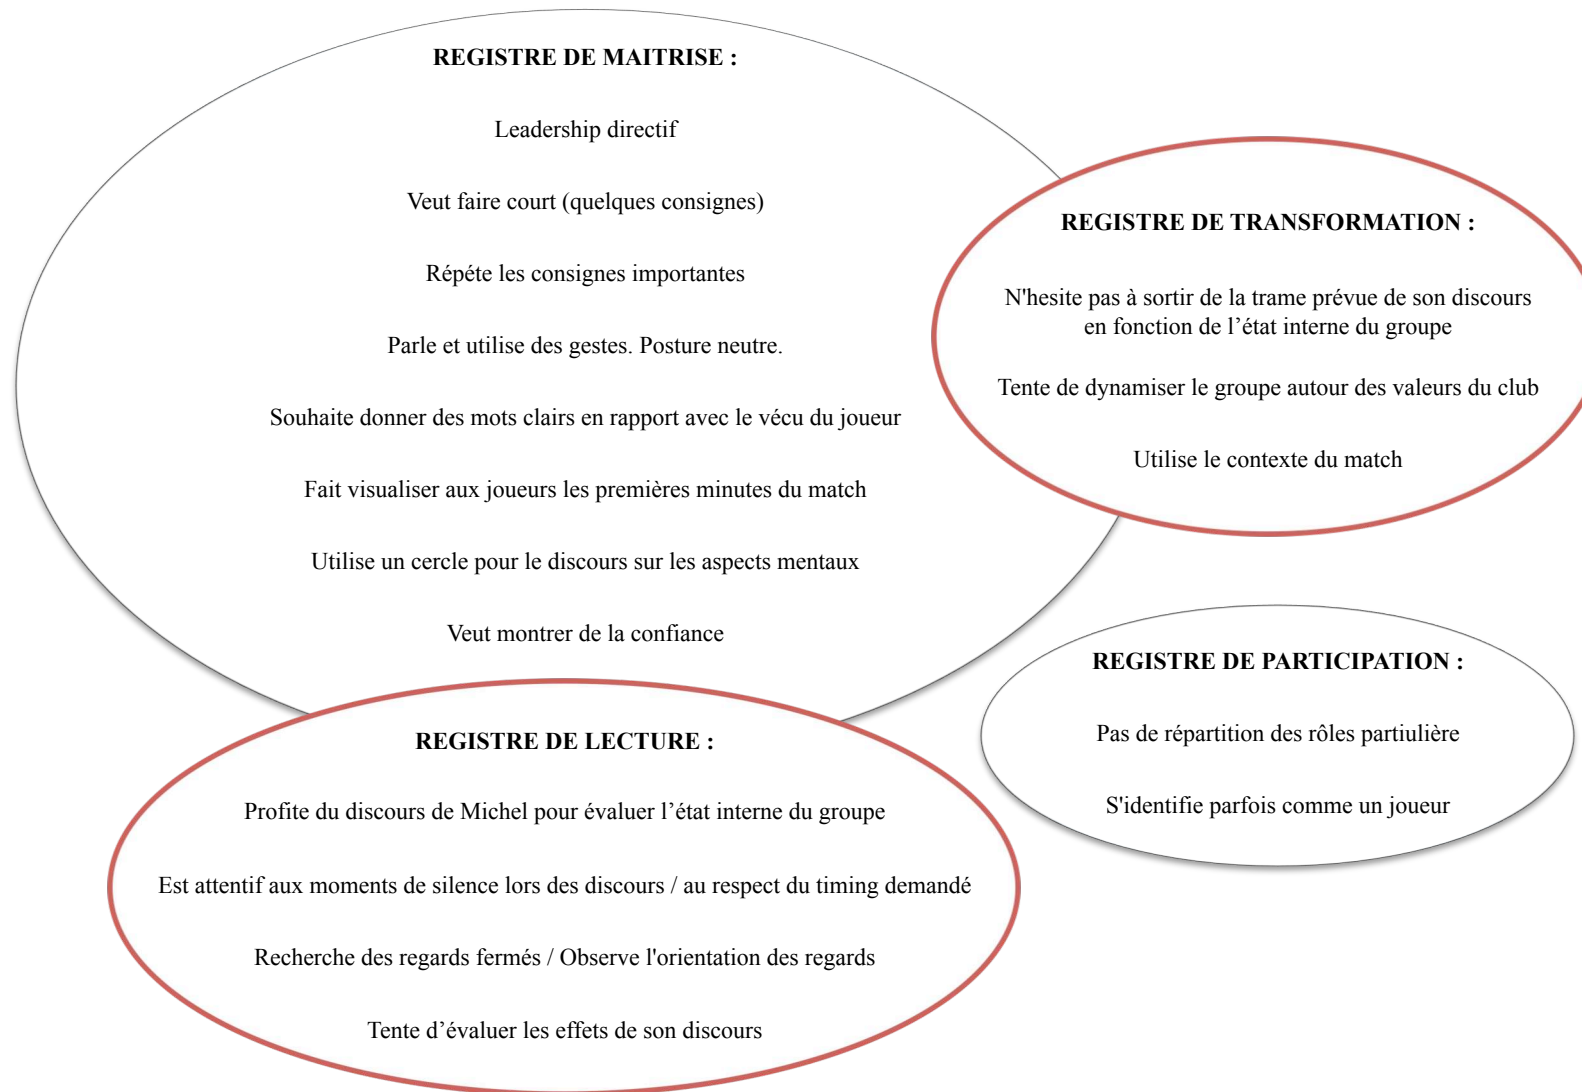 REGISTRE DE MAITRISE :
Leadership directif
Veut faire court (quelques consignes)
Répéte les consignes importantes
Parle et utilise des gestes. Posture neutre.
Souhaite donner des mots clairs en rapport avec le vécu du joueur
Fait visualiser aux joueurs les premières minutes du match
Utilise un cercle pour le discours sur les aspects mentaux
Veut montrer de la confiance
REGISTRE DE TRANSFORMATION :
N'hesite pas à sortir de la trame prévue de son discours
en fonction de l’état interne du groupe
Tente de dynamiser le groupe autour des valeurs du club
Utilise le contexte du match
REGISTRE DE PARTICIPATION :
Pas de répartition des rôles partiulière
S'identifie parfois comme un joueur
REGISTRE DE LECTURE :
Profite du discours de Michel pour évaluer l’état interne du groupe
Est attentif aux moments de silence lors des discours / au respect du timing demandé
Recherche des regards fermés / Observe l'orientation des regards
Tente d’évaluer les effets de son discours